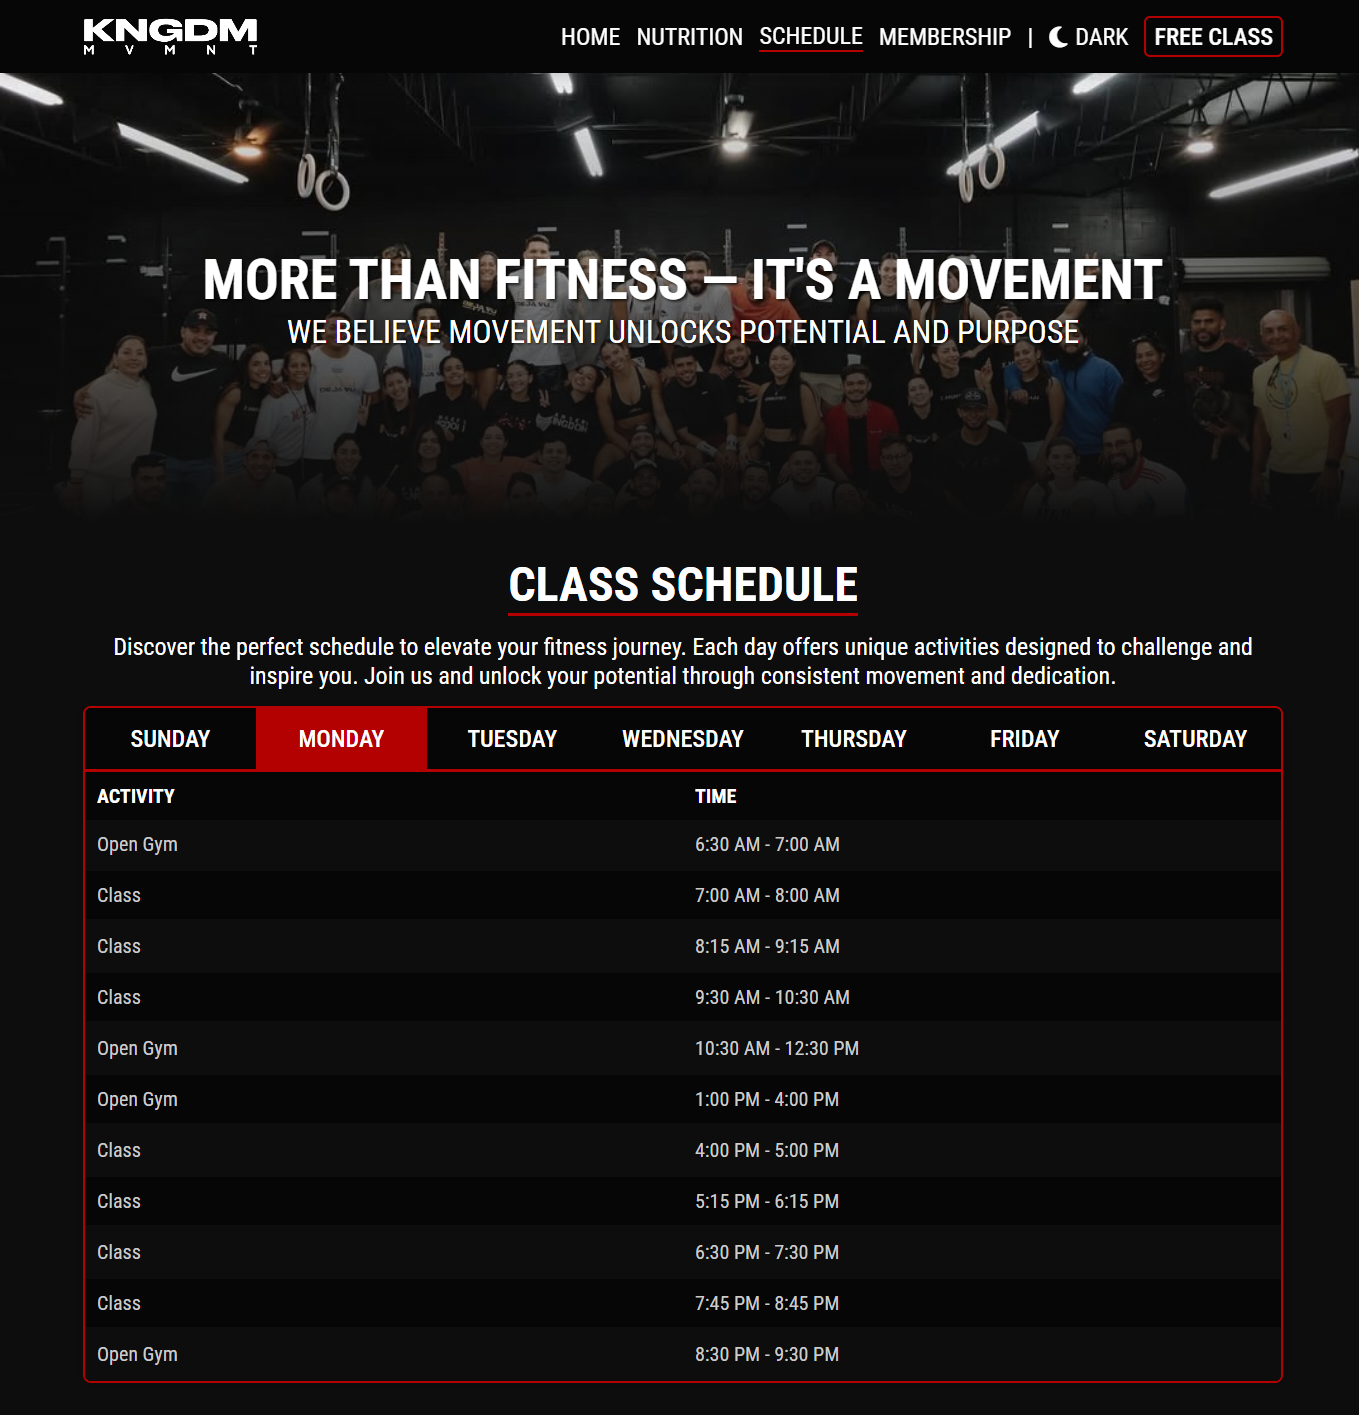 KNGDM
MVMNT
HOME NUTRITION SCHEDULE MEMBERSHIP | DARK FREE CLASS
MORE THAN FITNESS – IT'S A MOVEMENT
WE BELIEVE MOVEMENT UNLOCKS POTENTIAL AND PURPOSE
CLASS SCHEDULE
Discover the perfect schedule to elevate your fitness journey. Each day offers unique activities designed to challenge and
inspire you. Join us and unlock your potential through consistent movement and dedication.
SUNDAY MONDAY TUESDAY WEDNESDAY THURSDAY FRIDAY SATURDAY
ACTIVITY TIME
Open Gym 6:30 AM - 7:00 AM
Class 7:00 AM - 8:00 AM
Class 8:15 AM - 9:15 AM
Class 9:30 AM - 10:30 AM
Open Gym 10:30 AM - 12:30 PM
Open Gym 1:00 PM - 4:00 PM
Class 4:00 PM - 5:00 PM
Class 5:15 PM - 6:15 PM
Class 6:30 PM - 7:30 PM
Class 7:45 PM - 8:45 PM
Open Gym 8:30 PM - 9:30 PM